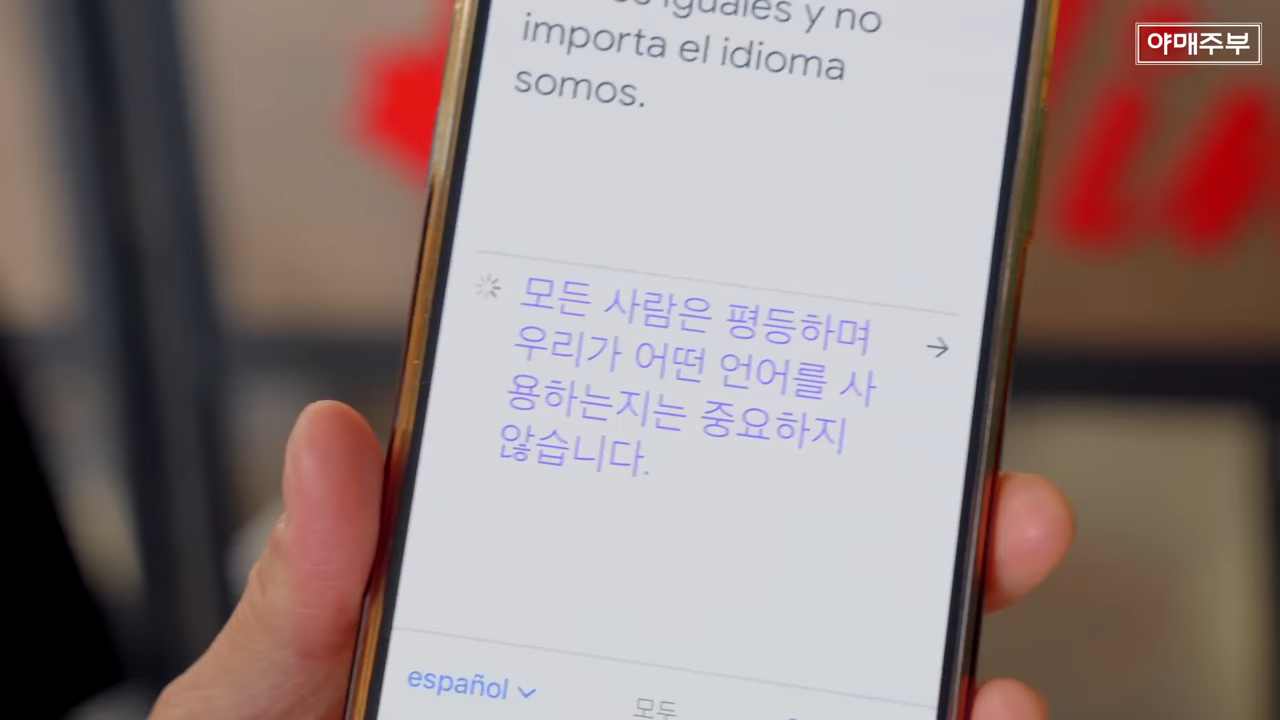 야매주부
iguales y no
importa el idioma
somos.
모든 사람은 평등하며
우리가 어떤 언어를 사
용하는지는 중요하지
않습니다.
español
모두